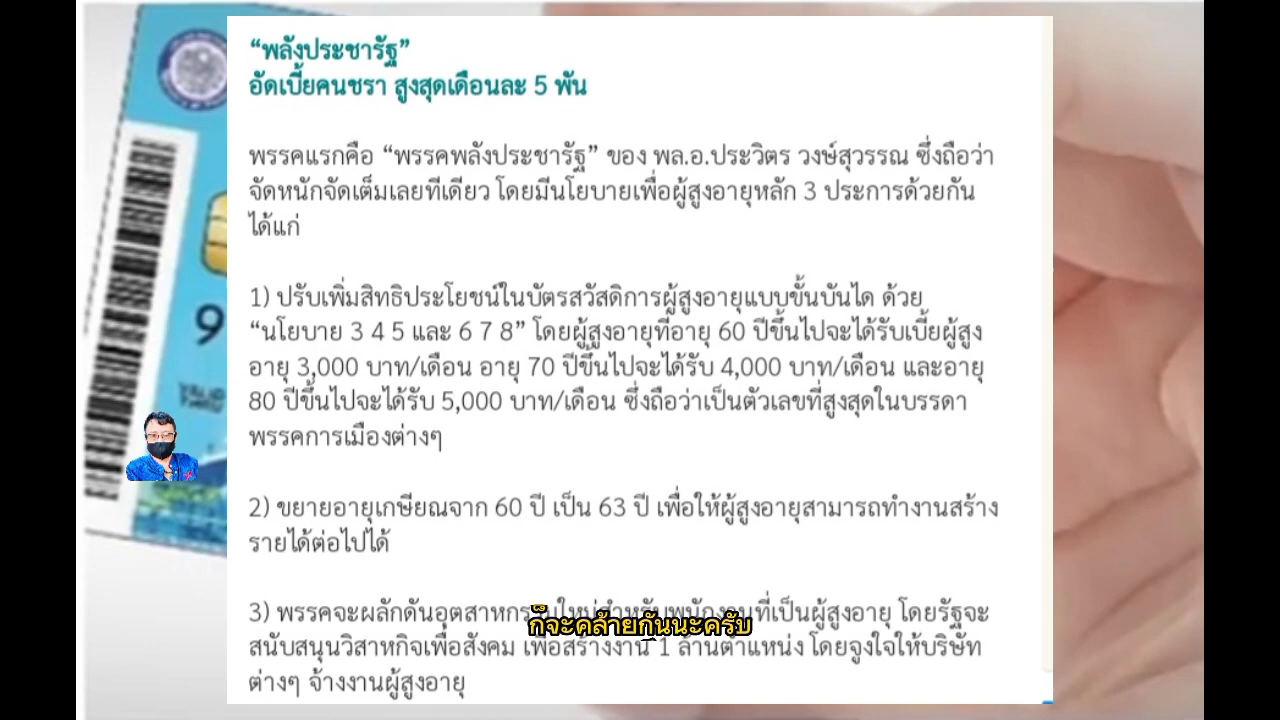 “พลังประชารัฐ”
อัดเบี้ยคนชรา สูงสุดเดือนละ 5 พัน
พรรคแรกคือ “พรรคพลังประชารัฐ” ของ พล.อ.ประวิตร วงษ์สุวรรณ ซึ่งถือว่า
จัดหนักจัดเต็มเลยทีเดียว โดยมีนโยบายเพื่อผู้สูงอายุหลัก 3 ประการด้วยกัน
ได้แก่
1) ปรับเพิ่มสิทธิประโยชน์ในบัตรสวัสดิการผู้สูงอายุแบบขั้นบันได ด้วย
“นโยบาย 3 4 5 และ 6 7 8” โดยผู้สูงอายุที่อายุ 60 ปีขึ้นไปจะได้รับเบี้ยผู้สูง
อายุ 3,000 บาท/เดือน อายุ 70 ปีขึ้นไปจะได้รับ 4,000 บาท/เดือน และอายุ
80 ปีขึ้นไปจะได้รับ 5,000 บาท/เดือน ซึ่งถือว่าเป็นตัวเลขที่สูงสุดในบรรดา
พรรคการเมืองต่างๆ
2) ขยายอายุเกษียณจาก 60 ปี เป็น 63 ปี เพื่อให้ผู้สูงอายุสามารถทำงานสร้าง
รายได้ต่อไปได้
3) พรรคจะผลักดันอุตสาหกรรมใหม่สำหรับพนักงานที่เป็นผู้สูงอายุ โดยรัฐจะ
ก็จะคล้ายกันนะครับ
สนับสนุนวิสาหกิจเพื่อสังคม เพื่อสร้างงาน 1 ล้านตำแหน่ง โดยจูงใจให้บริษัท
ต่างๆ จ้างงานผู้สูงอายุ
9